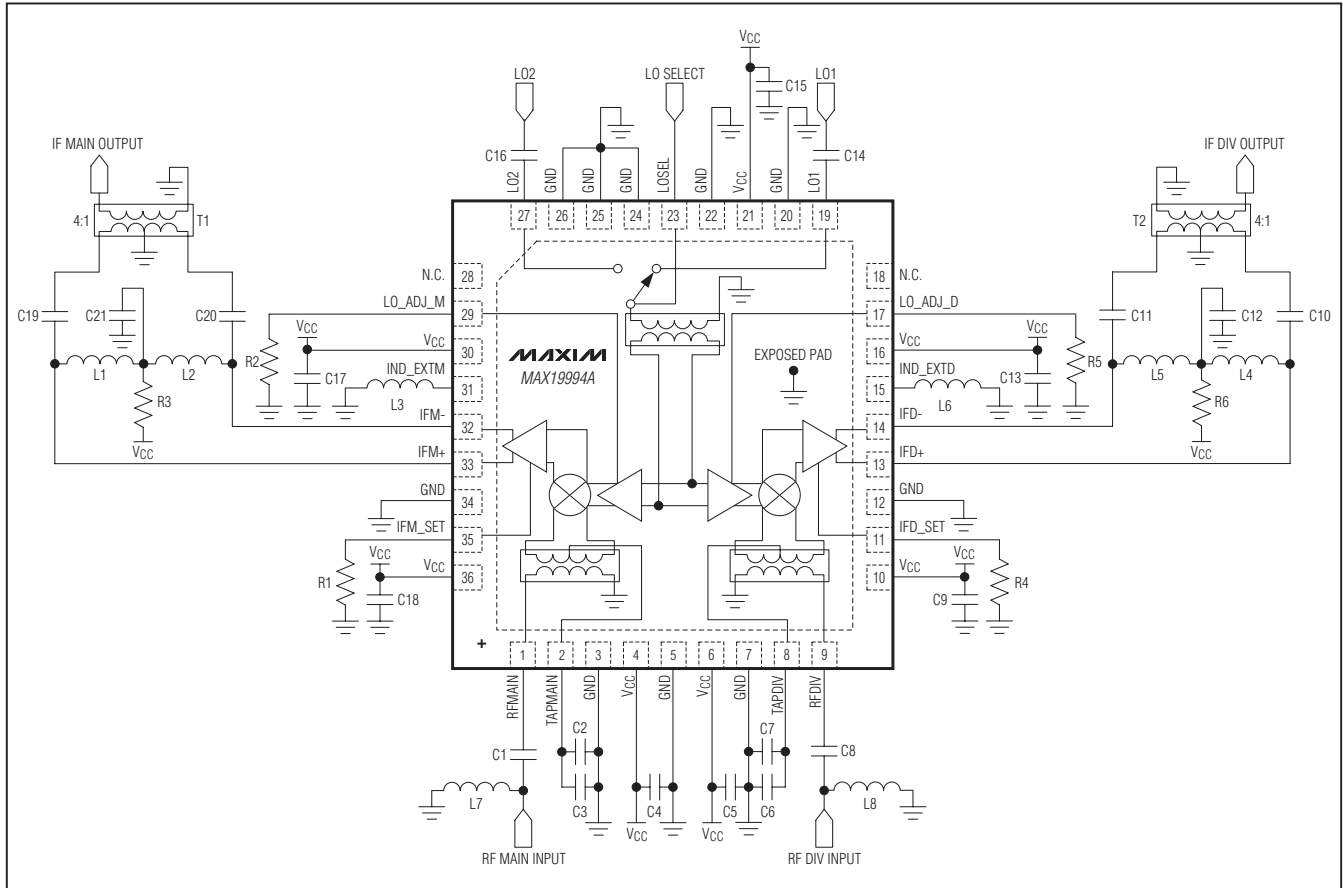 VCC
C15
LO2
LO SELECT
LO1
IF MAIN OUTPUT
C16
C14
IF DIV OUTPUT
LO2
GND
GND
GND
LOSEL
GND
VCC
GND
LO1
4:1
T1
T2
4:1
27
26
25
24
23
22
21
20
19
N.C.
28
18
N.C.
LO_ADJ_M
29
17
LO_ADJ_D
C19
C21
C20
C11
C12
C10
VCC
VCC
30
16
VCC
VCC
R2
L1
L2
C17
IND_EXTM
31
MAXIM
MAX19994A
EXPOSED PAD
15
IND_EXTD
C13
R5
L5
L4
R3
L3
L6
R6
VCC
IFM-
32
14
IFD-
VCC
IFM+
33
13
IFD+
GND
34
12
GND
IFM_SET
35
11
IFD_SET
VCC
VCC
36
10
VCC
VCC
R1
C18
C9
R4
+
1
2
3
4
5
6
7
8
9
RFMAIN
TAPMAIN
GND
VCC
GND
VCC
GND
TAPDIV
RFDIV
C1
C2
C7
C8
L7
C3
C4
C5
C6
L8
VCC
VCC
RF MAIN INPUT
RF DIV INPUT